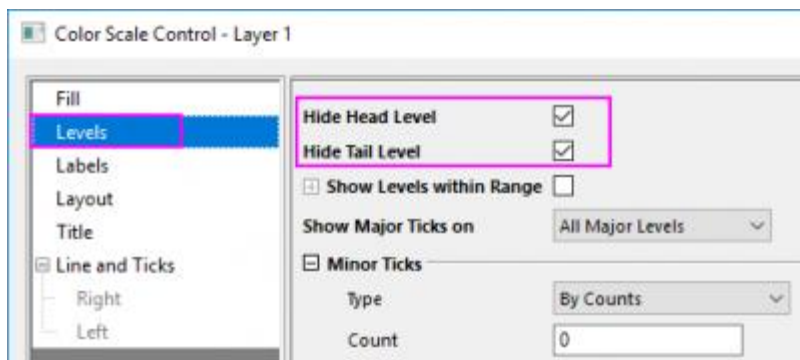 Color Scale Control - Layer 1
Fill
Levels
Labels
Layout
Title
Line and Ticks
Right
Left
Hide Head Level
Hide Tail Level
Show Levels within Range
Show Major Ticks on All Major Levels
Minor Ticks
Type By Counts
Count 0